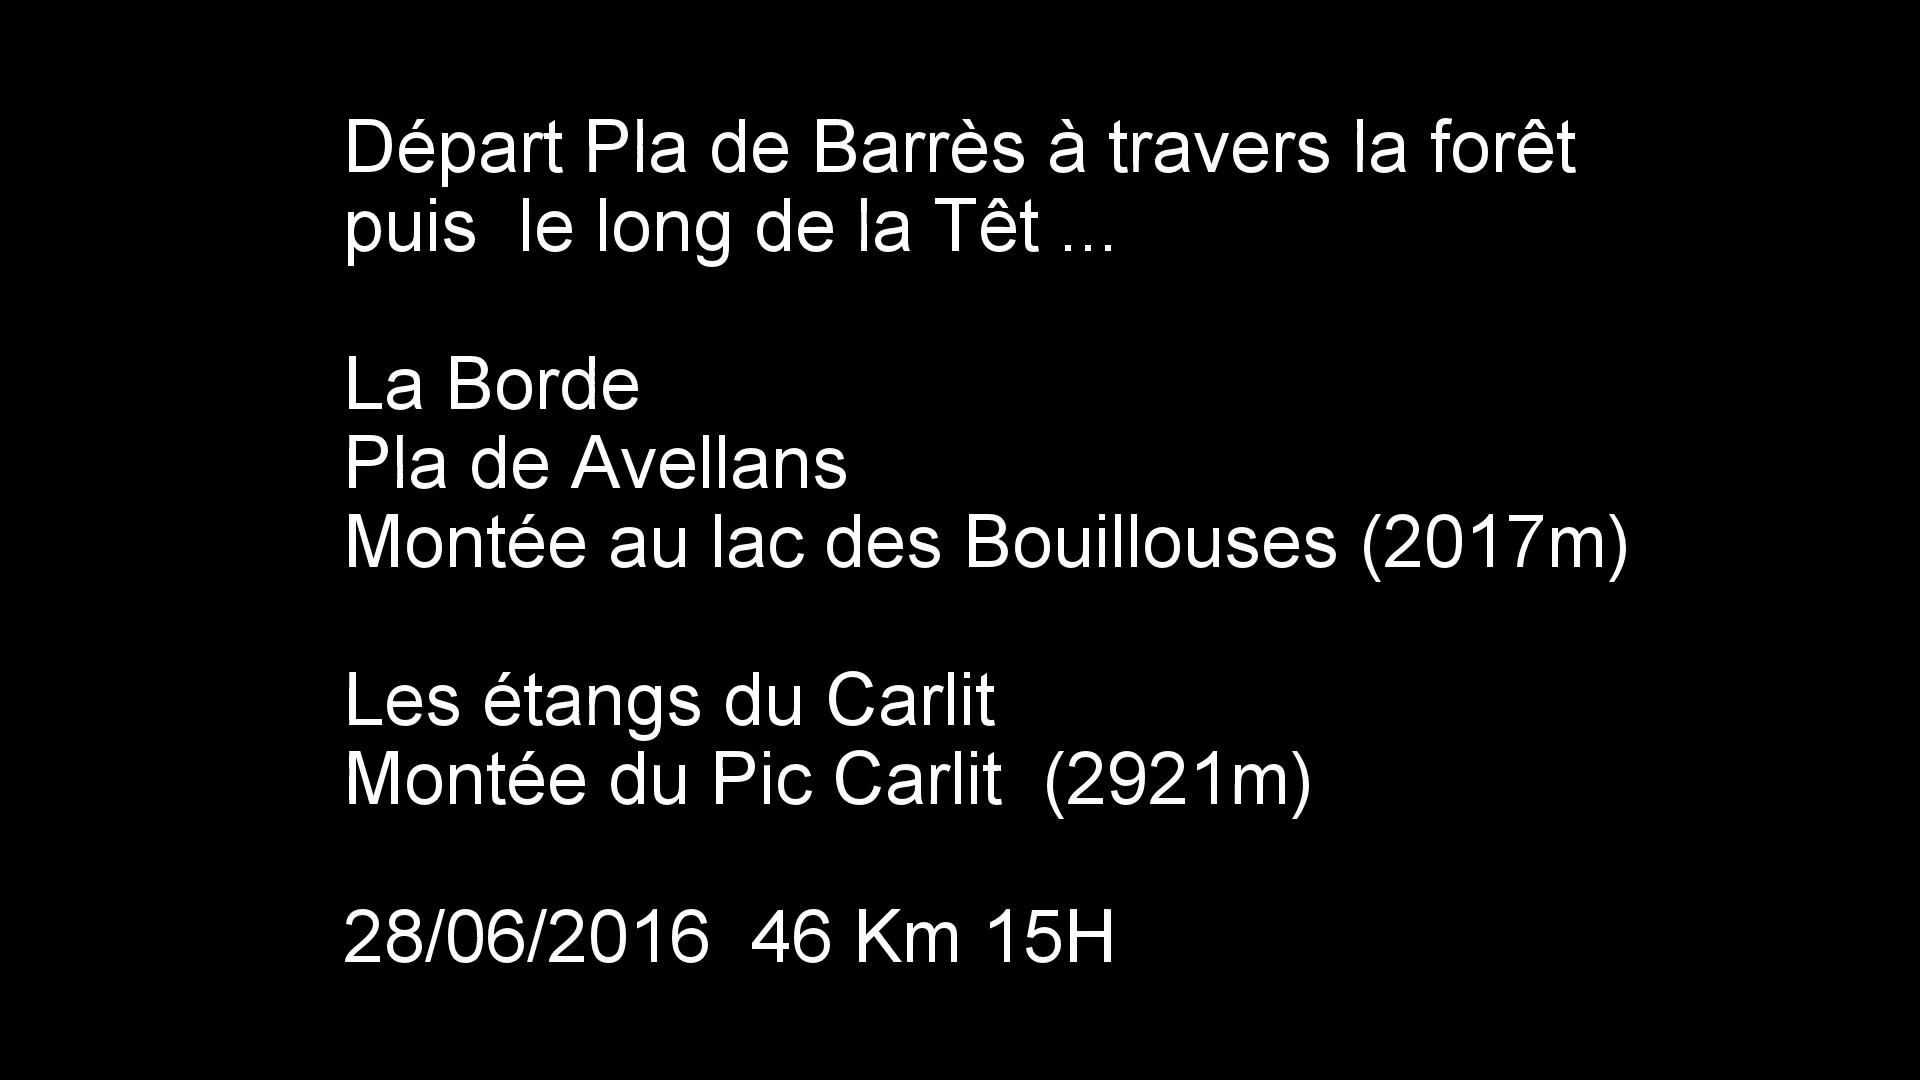 Départ Pla de Barrès à travers la forêt
puis  le long de la Têt ...
La Borde
Pla de Avellans
Montée au lac des Bouillouses (2017m)
Les étangs du Carlit
Montée du Pic Carlit  (2921m)
28/06/2016  46 Km 15H